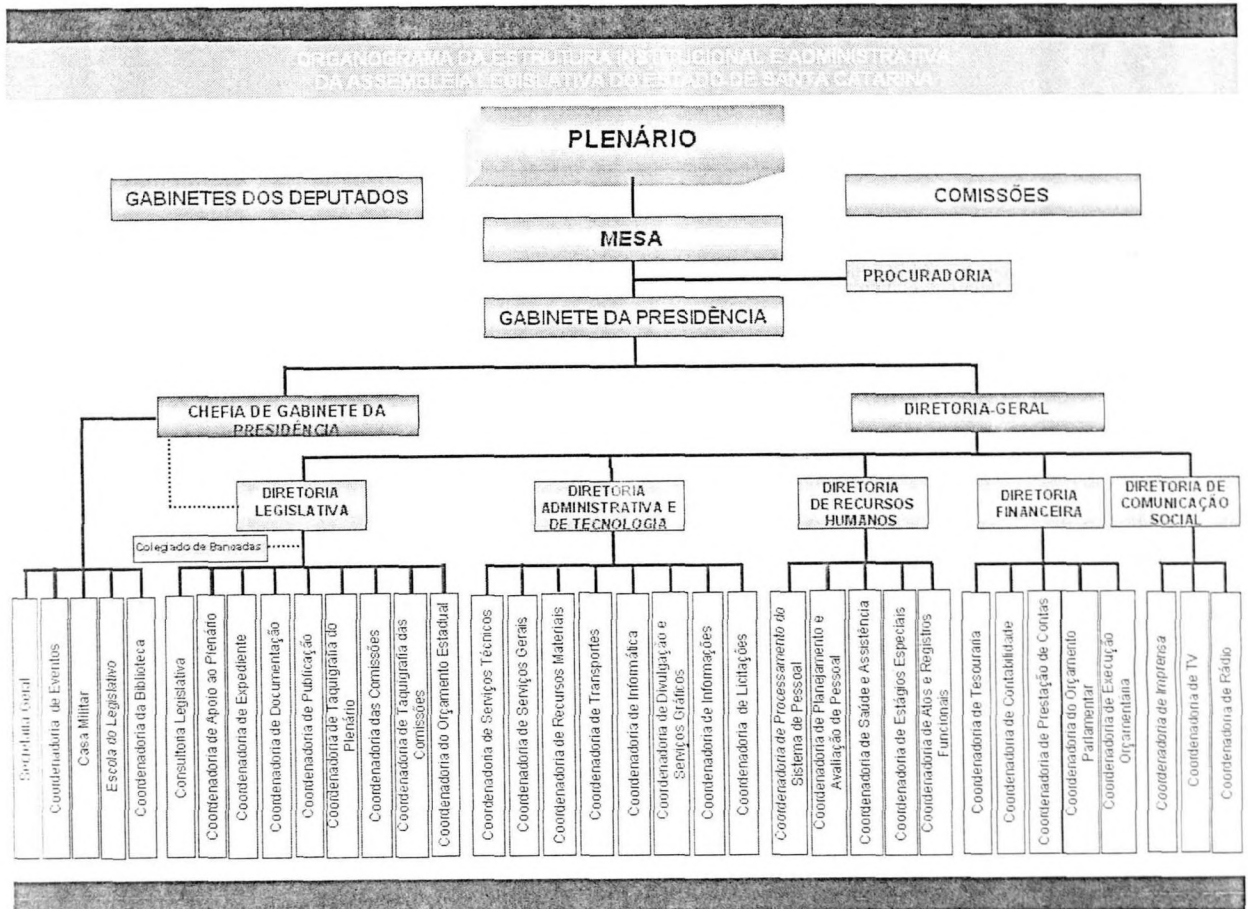 ORGANOGRAMA DA ESTRUTURA INSTITUCIONAL E ADMINISTRATIVA
DA ASSEMBLEIA LEGISLATIVA DO ESTADO DE SANTA CATARINA
PLENÁRIO
GABINETES DOS DEPUTADOS
COMISSÕES
MESA
PROCURADORIA
GABINETE DA PRESIDÊNCIA
CHEFIA DE GABINETE DA
PRESIDÊNCIA
DIRETORIA-GERAL
DIRETORIA
LEGISLATIVA
DIRETORIA
ADMINISTRATIVA E
DE TECNOLOGIA
DIRETORIA
DE RECURSOS
HUMANOS
DIRETORIA
FINANCEIRA
DIRETORIA DE
COMUNICAÇÃO
SOCIAL
Colegiado de Bancadas
Secretaria Geral
Coordenadoria de Eventos
Casa Militar
Escola do Legislativo
Coordenadoria da Biblioteca
Consultoria Legislativa
Coordenadoria de Apoio ao Plenário
Coordenadoria de Expediente
Coordenadoria de Documentação
Coordenadoria de Publicação
Coordenadoria de Taquigrafia do
Plenário
Coordenadoria das Comissões
Coordenadoria de Taquigrafia das
Comissões
Coordenadoria do Orçamento Estadual
Coordenadoria de Serviços Técnicos
Coordenadoria de Serviços Gerais
Coordenadoria de Recursos Materiais
Coordenadoria de Transportes
Coordenadoria de Informática
Coordenadoria de Divulgação e
Serviços Gráficos
Coordenadoria de Informações
Coordenadoria de Licitações
Coordenadoria de Processamento do
Sistema de Pessoal
Coordenadoria de Planejamento e
Avaliação de Pessoal
Coordenadoria de Saúde e Assistência
Coordenadoria de Estágios Especiais
Coordenadoria de Atos e Registros
Funcionais
Coordenadoria de Tesouraria
Coordenadoria de Contabilidade
Coordenadoria de Prestação de Contas
Coordenadoria do Orçamento
Parlamentar
Coordenadoria de Execução
Orçamentária
Coordenadoria de Imprensa
Coordenadoria de TV
Coordenadoria de Rádio